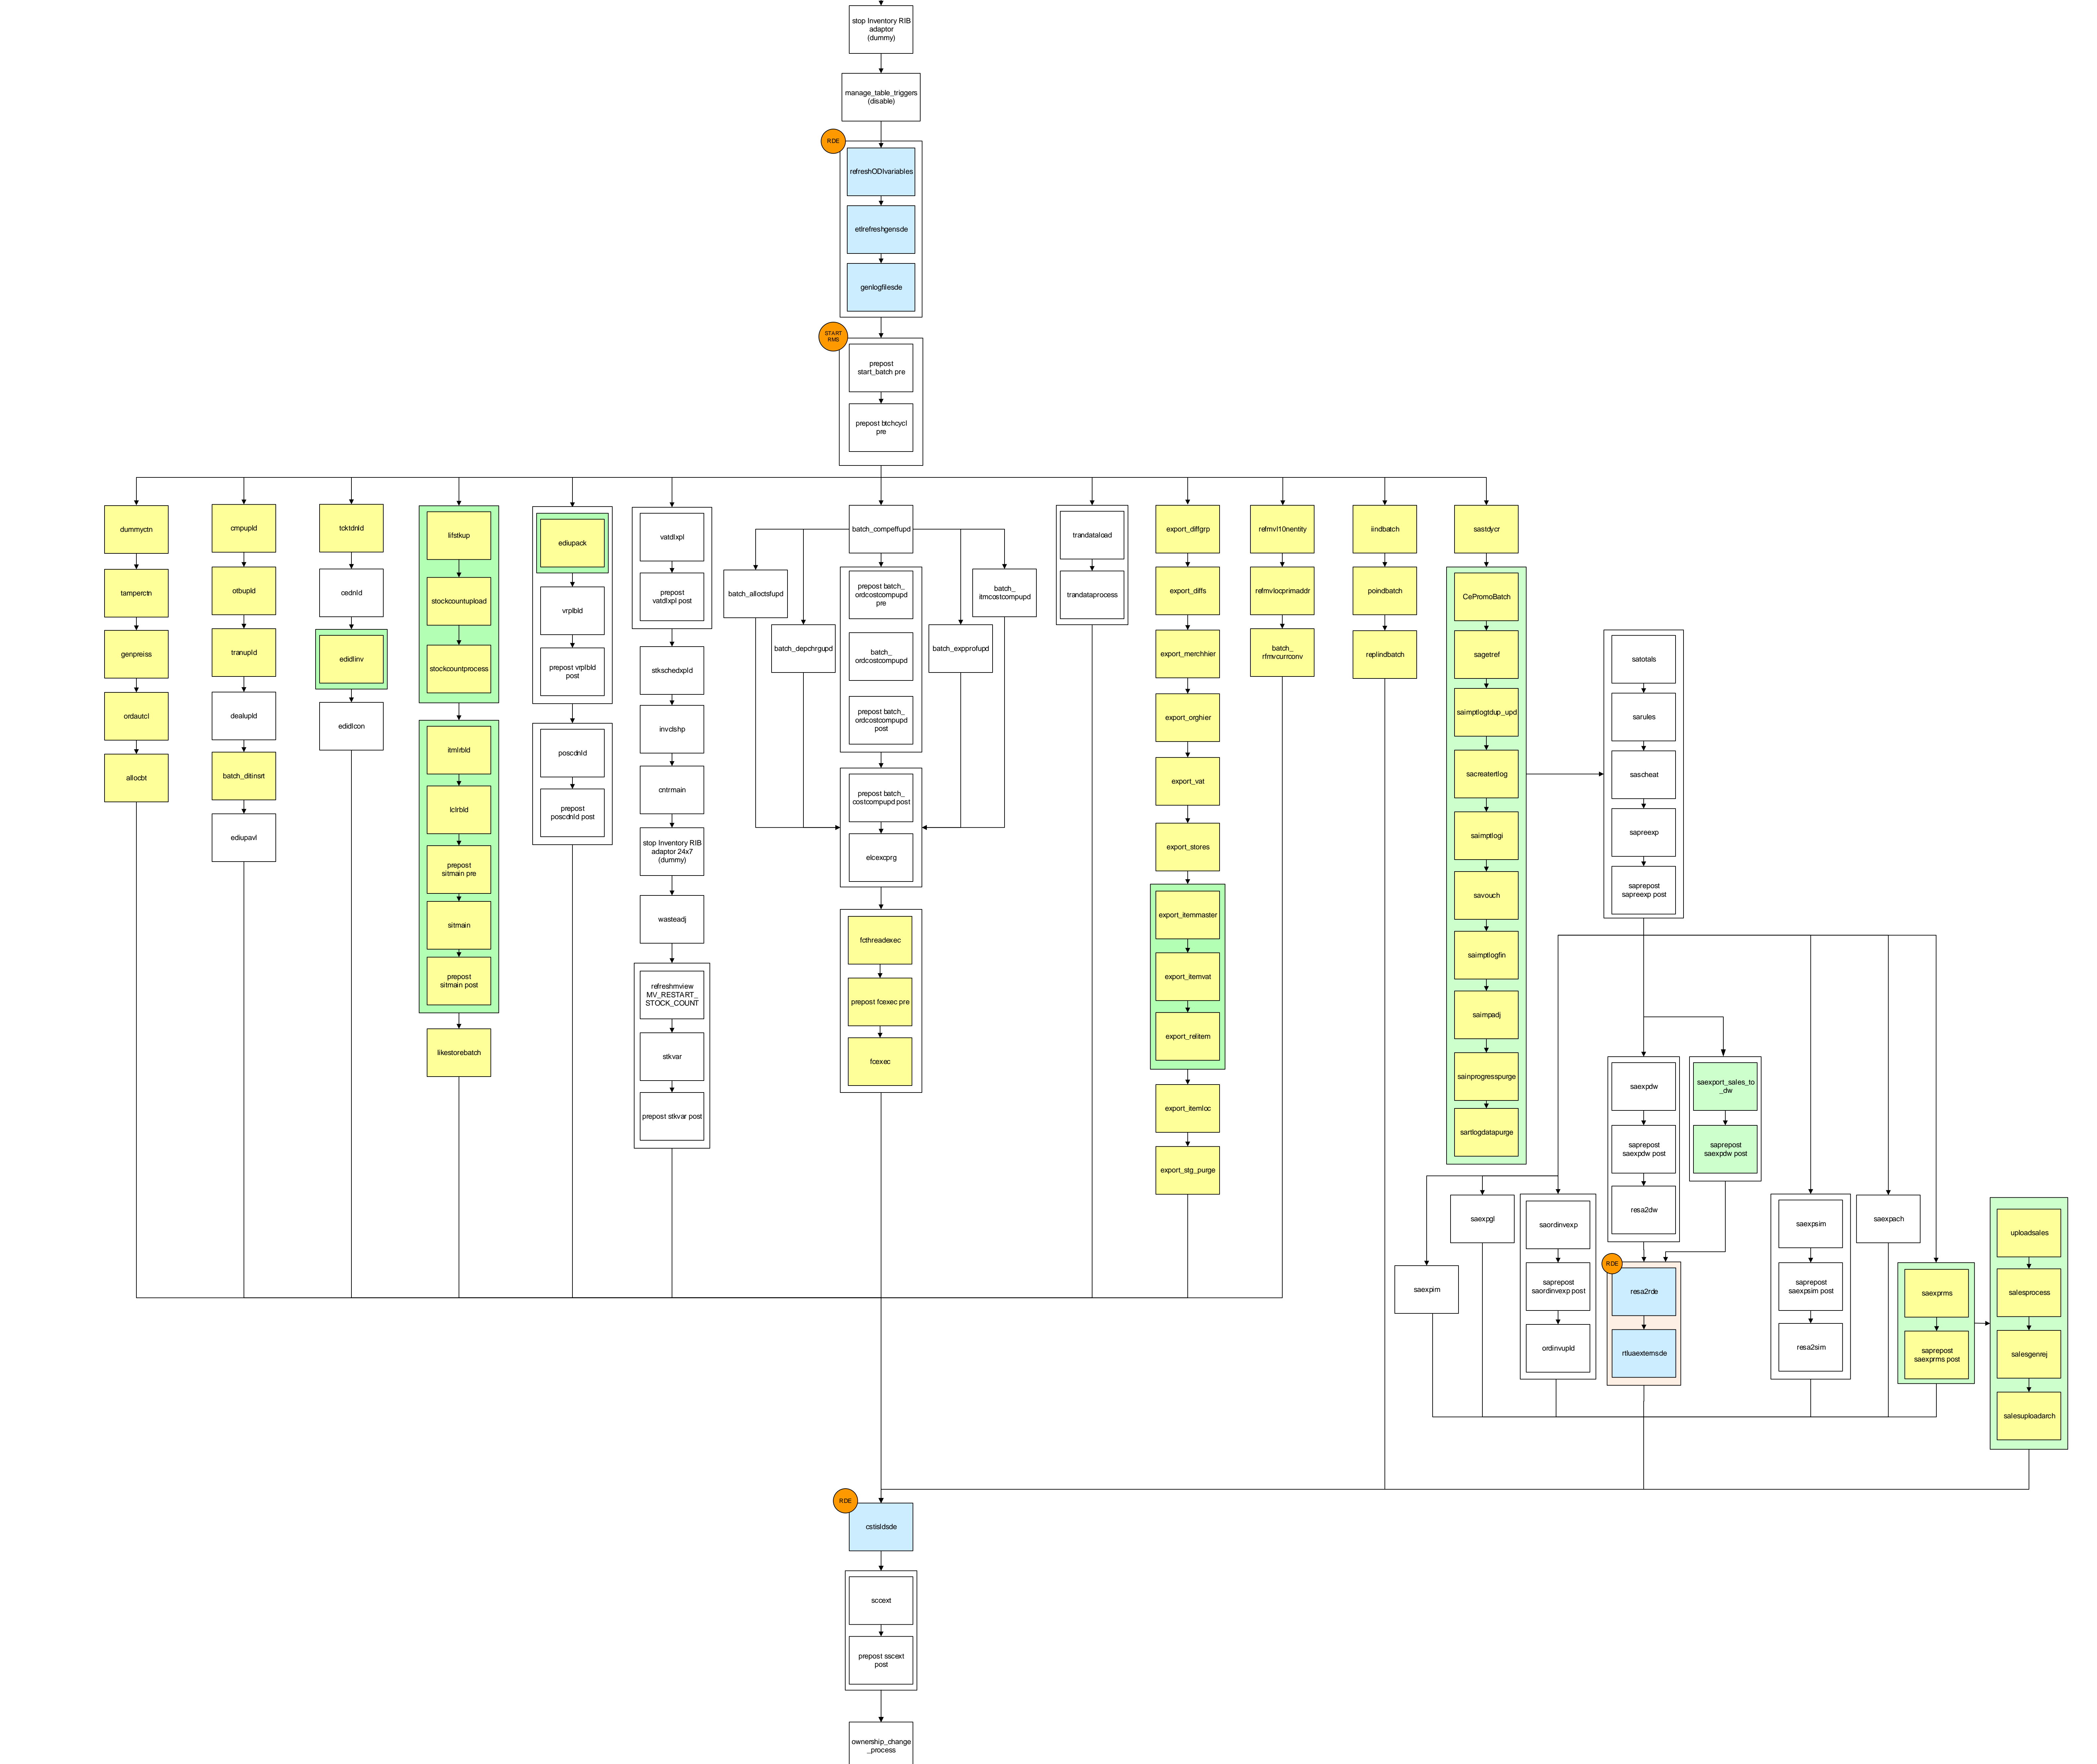 stop Inventory RIB
adaptor
(dummy)
manage_table_triggers
(disable)
RDE
refreshODIvariables
etlrefreshgensde
genlogfilesde
START
RMS
prepost
start_batch pre
prepost btchcycl
pre
dummyctn
tamperctn
genpreiss
ordautcl
allocbt
cmpupld
otbupld
tranupld
dealupld
batch_ditinsrt
ediupavl
tcktdnld
cednld
edidlinv
edidlcon
lifstkup
stockcountupload
stockcountprocess
itmlrbld
lclrbld
prepost
sitmain pre
sitmain
prepost
sitmain post
likestorebatch
ediupack
vrplbld
prepost vrplbld
post
poscdnld
prepost
poscdnld post
vatdlxpl
prepost
vatdlxpl post
stkschedxpld
invclshp
cntrmain
stop Inventory RIB
adaptor 24x7
(dummy)
wasteadj
refreshmview
MV_RESTART_
STOCK_COUNT
stkvar
prepost stkvar post
batch_compeffupd
batch_alloctsfupd
batch_depchrgupd
prepost batch_
ordcostcompupd
pre
batch_
ordcostcompupd
prepost batch_
ordcostcompupd
post
batch_expprofupd
batch_
itmcostcompupd
prepost batch_
costcompupd post
elcexcprg
fcthreadexec
prepost fcexec pre
fcexec
trandataload
trandataprocess
export_diffgrp
export_diffs
export_merchhier
export_orghier
export_vat
export_stores
export_itemmaster
export_itemvat
export_relitem
export_itemloc
export_stg_purge
refmvl10nentity
refmvlocprimaddr
batch_
rfmvcurrconv
iindbatch
poindbatch
replindbatch
sastdycr
CePromoBatch
sagetref
saimptlogtdup_upd
sacreatertlog
saimptlogi
savouch
saimptlogfin
saimpadj
sainprogresspurge
sartlogdatapurge
satotals
sarules
sascheat
sapreexp
saprepost
sapreexp post
saexpdw
saprepost
saexpdw post
resa2dw
saexport_sales_to
_dw
saprepost
saexpdw post
saexpim
saexpgl
saordinvexp
saprepost
saordinvexp post
ordinvupld
RDE
resa2rde
rtluaexternsde
saexpsim
saprepost
saexpsim post
resa2sim
saexpach
saexprms
saprepost
saexprms post
uploadsales
salesprocess
salesgenrej
salesuploadarch
RDE
cstisldsde
sccext
prepost sscext
post
ownership_change
_process